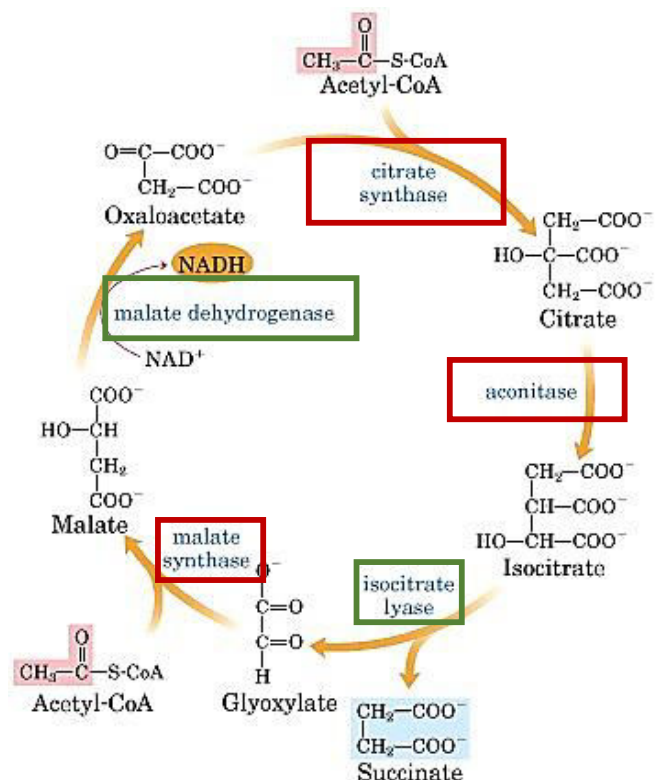 O
CH₃—C—S-CoA
Acetyl-CoA
O=C—COO⁻
CH₂—COO⁻
Oxaloacetate
citrate
synthase
CH₂—COO⁻
HO—C—COO⁻
CH₂—COO⁻
Citrate
NADH
malate dehydrogenase
NAD⁺
aconitase
COO⁻
HO—CH
CH₂
COO⁻
Malate
CH₂—COO⁻
CH—COO⁻
HO—CH—COO⁻
Isocitrate
malate
synthase
isocitrate
lyase
O⁻
C=O
C=O
H
Glyoxylate
O
CH₃—C—S-CoA
Acetyl-CoA
CH₂—COO⁻
CH₂—COO⁻
Succinate